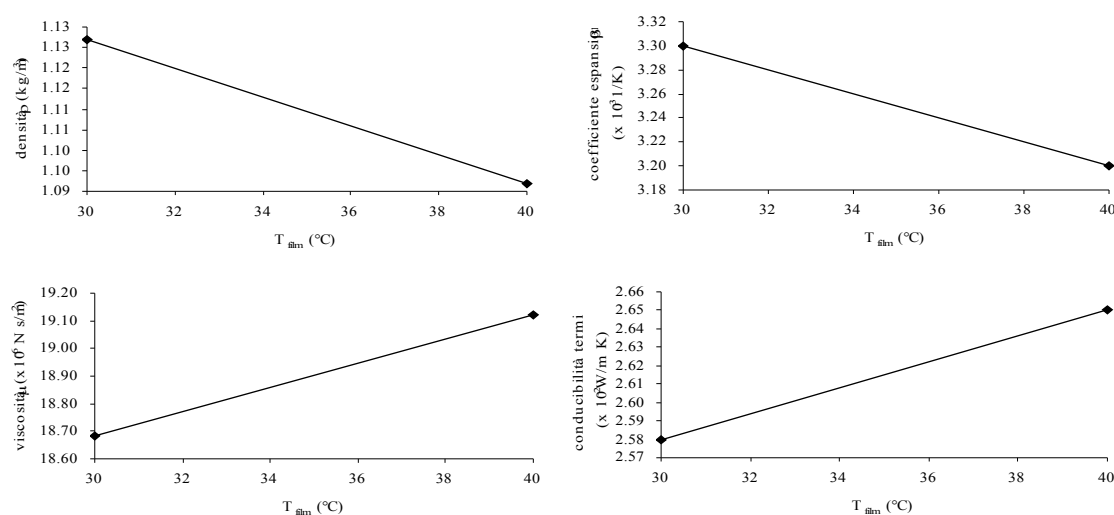 densità ρ (kg/m³)
1.13
1.13
1.12
1.12
1.11
1.11
1.10
1.10
1.09
30 32 34 36 38 40
T film (°C)
coefficiente espansi β
(x 10³ 1/K)
3.32
3.30
3.28
3.26
3.24
3.22
3.20
3.18
30 32 34 36 38 40
T film (°C)
viscosità μ (x10⁶ N s/m²)
19.20
19.10
19.00
18.90
18.80
18.70
18.60
30 32 34 36 38 40
T film (°C)
conducibilità termi
(x 10² W/m K)
2.66
2.65
2.64
2.63
2.62
2.61
2.60
2.59
2.58
2.57
30 32 34 36 38 40
T film (°C)